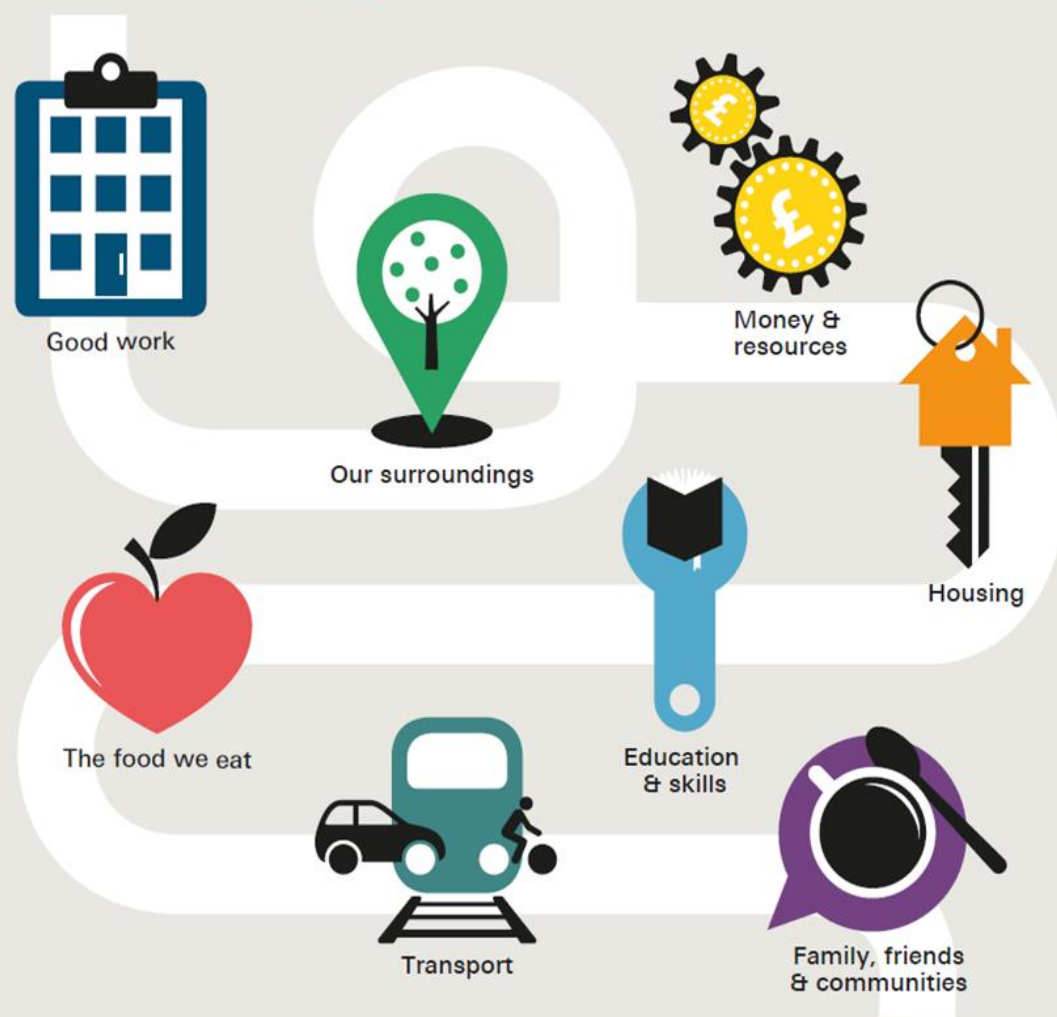 £
£
Good work
Money &
resources
Our surroundings
Housing
The food we eat
Education
& skills
Transport
Family, friends
& communities